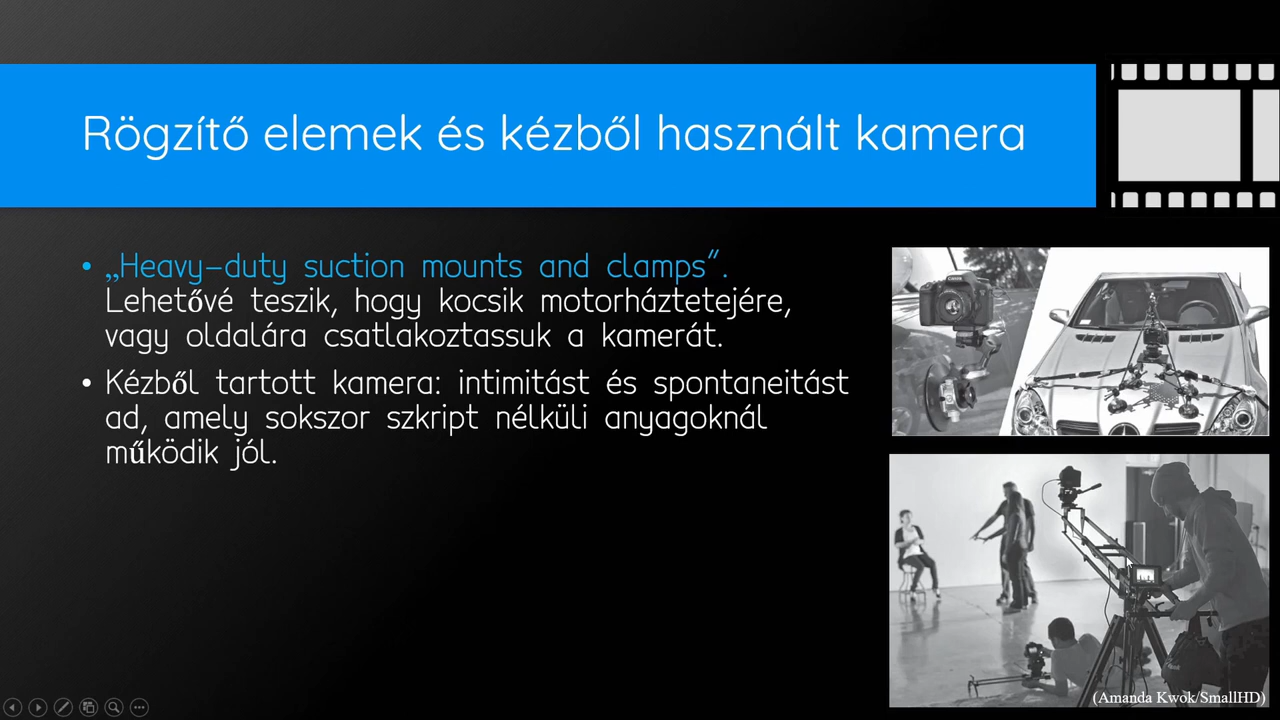 Rögzítő elemek és kézből használt kamera
• „Heavy-duty suction mounts and clamps”.
Lehetővé teszik, hogy kocsik motorháztetejére,
vagy oldalára csatlakoztassuk a kamerát.
• Kézből tartott kamera: intimitást és spontaneitást
ad, amely sokszor szkript nélküli anyagoknál
működik jól.
Canon
(Amanda Kwok/SmallHD)